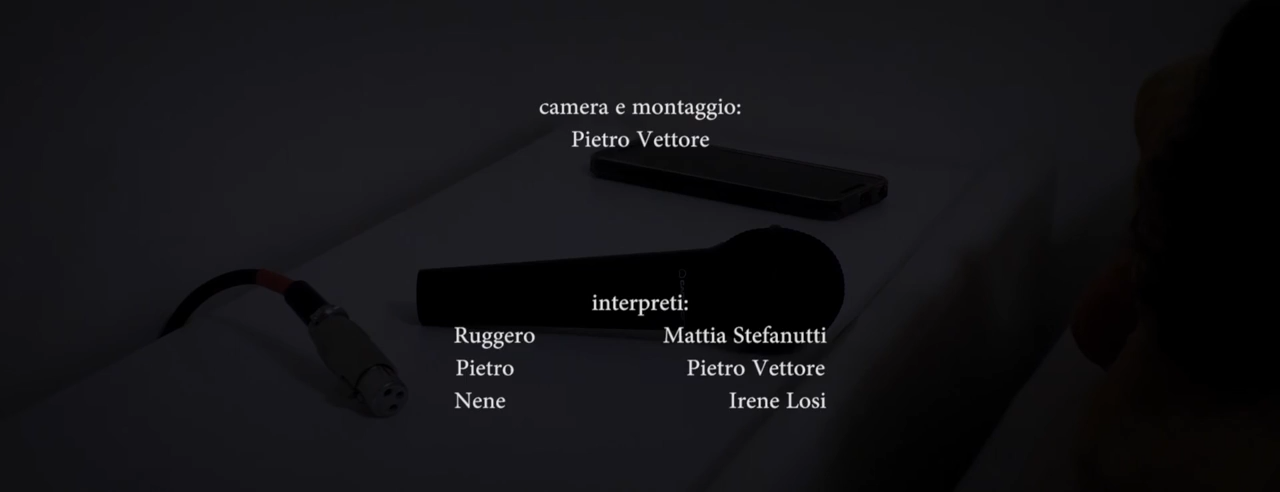 camera e montaggio:
Pietro Vettore
interpreti:
Ruggero Mattia Stefanutti
Pietro Pietro Vettore
Nene Irene Losi